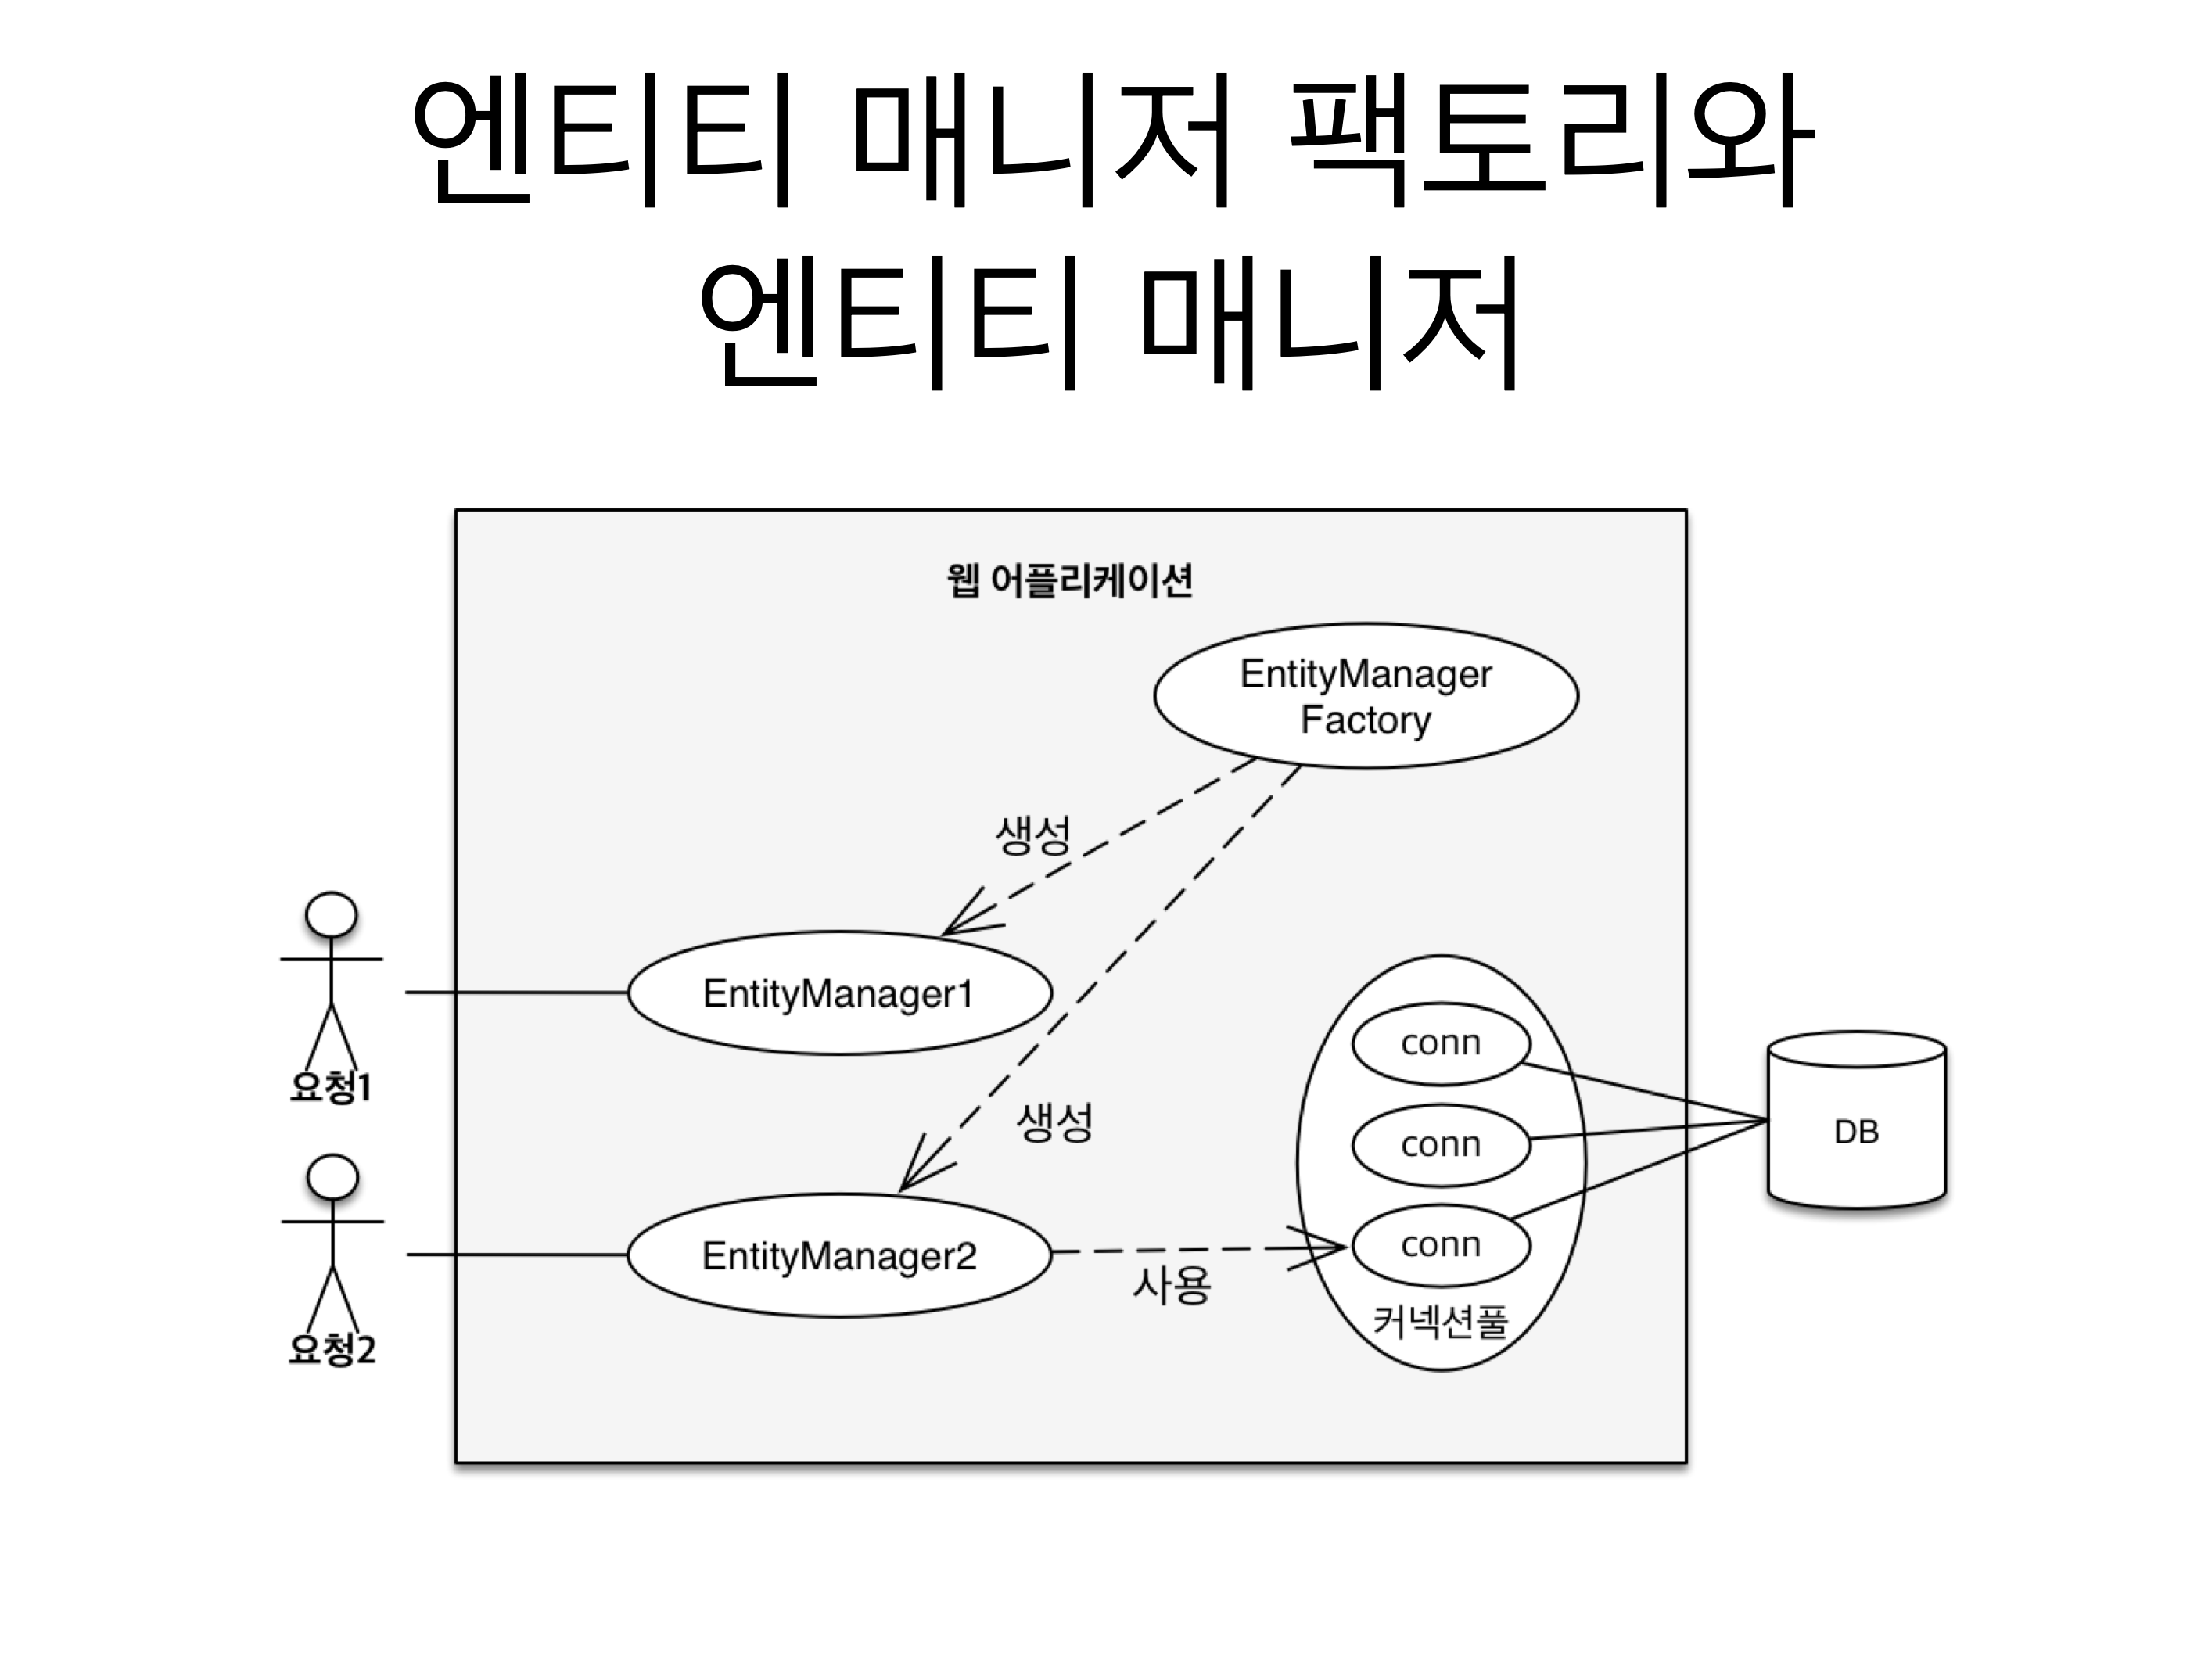 엔티티 매니저 팩토리와
엔티티 매니저
웹 어플리케이션
EntityManager
Factory
생성
EntityManager1
요청1
conn
conn
DB
생성
EntityManager2
사용
conn
커넥션풀
요청2